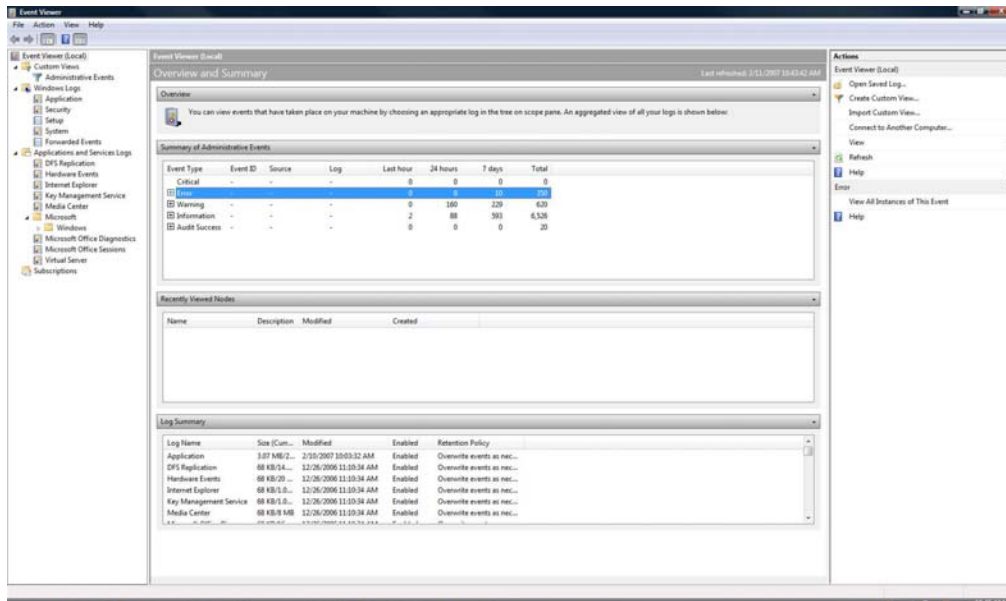 Event Viewer
File Action View Help
Event Viewer (Local)
Custom Views
Administrative Events
Windows Logs
Application
Security
Setup
System
Forwarded Events
Applications and Services Logs
DFS Replication
Hardware Events
Internet Explorer
Key Management Service
Media Center
Microsoft
Windows
Microsoft Office Diagnostics
Microsoft Office Sessions
Virtual Server
Subscriptions
Event Viewer (Local)
Overview and Summary Last refreshed: 2/11/2007 10:43:42 AM
Overview
You can view events that have taken place on your machine by choosing an appropriate log in the tree on scope pane. An aggregated view of all your logs is shown below:
Summary of Administrative Events
Event Type Event ID Source Log Last hour 24 hours 7 days Total
Critical - - - 0 0 0 0
Error - - - 0 8 10 350
Warning - - - 0 160 229 620
Information - - - 2 88 593 6,526
Audit Success - - - 0 0 0 20
Recently Viewed Nodes
Name Description Modified Created
Log Summary
Log Name Size (Curr... Modified Enabled Retention Policy
Application 3.07 MB/2... 2/10/2007 10:03:32 AM Enabled Overwrite events as nec...
DFS Replication 68 KB/14.... 12/26/2006 11:10:34 AM Enabled Overwrite events as nec...
Hardware Events 68 KB/20 ... 12/26/2006 11:10:34 AM Enabled Overwrite events as nec...
Internet Explorer 68 KB/1.0... 12/26/2006 11:10:34 AM Enabled Overwrite events as nec...
Key Management Service 68 KB/1.0... 12/26/2006 11:10:34 AM Enabled Overwrite events as nec...
Media Center 68 KB/8 MB 12/26/2006 11:10:34 AM Enabled Overwrite events as nec...
Actions
Event Viewer (Local)
Open Saved Log...
Create Custom View...
Import Custom View...
Connect to Another Computer...
View
Refresh
Help
Error
View All Instances of This Event
Help